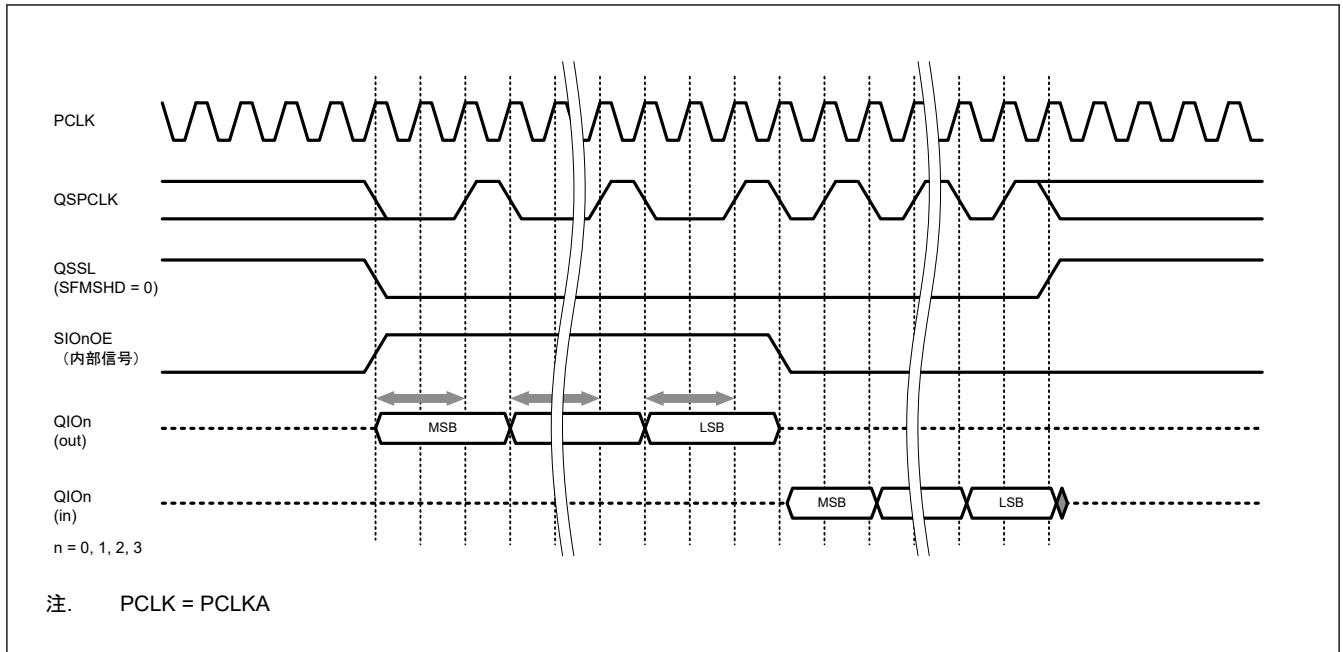 PCLK
QSPCLK
QSSL
(SFMSHD = 0)
SIOnOE
（内部信号）
QIOn
(out)
MSB
LSB
QIOn
(in)
MSB
LSB
n = 0, 1, 2, 3
注. PCLK = PCLKA